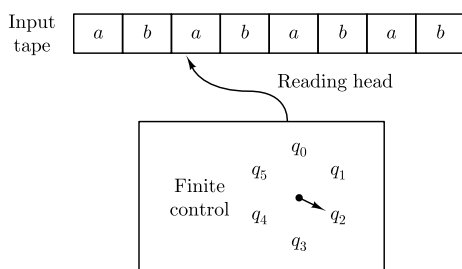 Input tape
a b a b a b a b
Reading head
Finite control
q0
q5 q1
q4 q2
q3